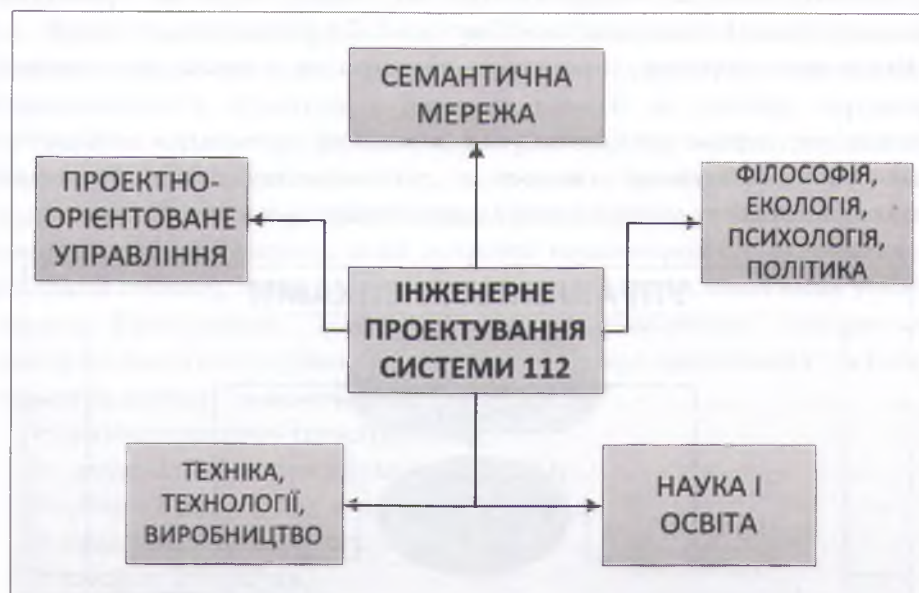 СЕМАНТИЧНА
МЕРЕЖА
ПРОЕКТНО-
ОРІЄНТОВАНЕ
УПРАВЛІННЯ
ФІЛОСОФІЯ,
ЕКОЛОГІЯ,
ПСИХОЛОГІЯ,
ПОЛІТИКА
ІНЖЕНЕРНЕ
ПРОЕКТУВАННЯ
СИСТЕМИ 112
ТЕХНІКА,
ТЕХНОЛОГІЇ,
ВИРОБНИЦТВО
НАУКА І
ОСВІТА